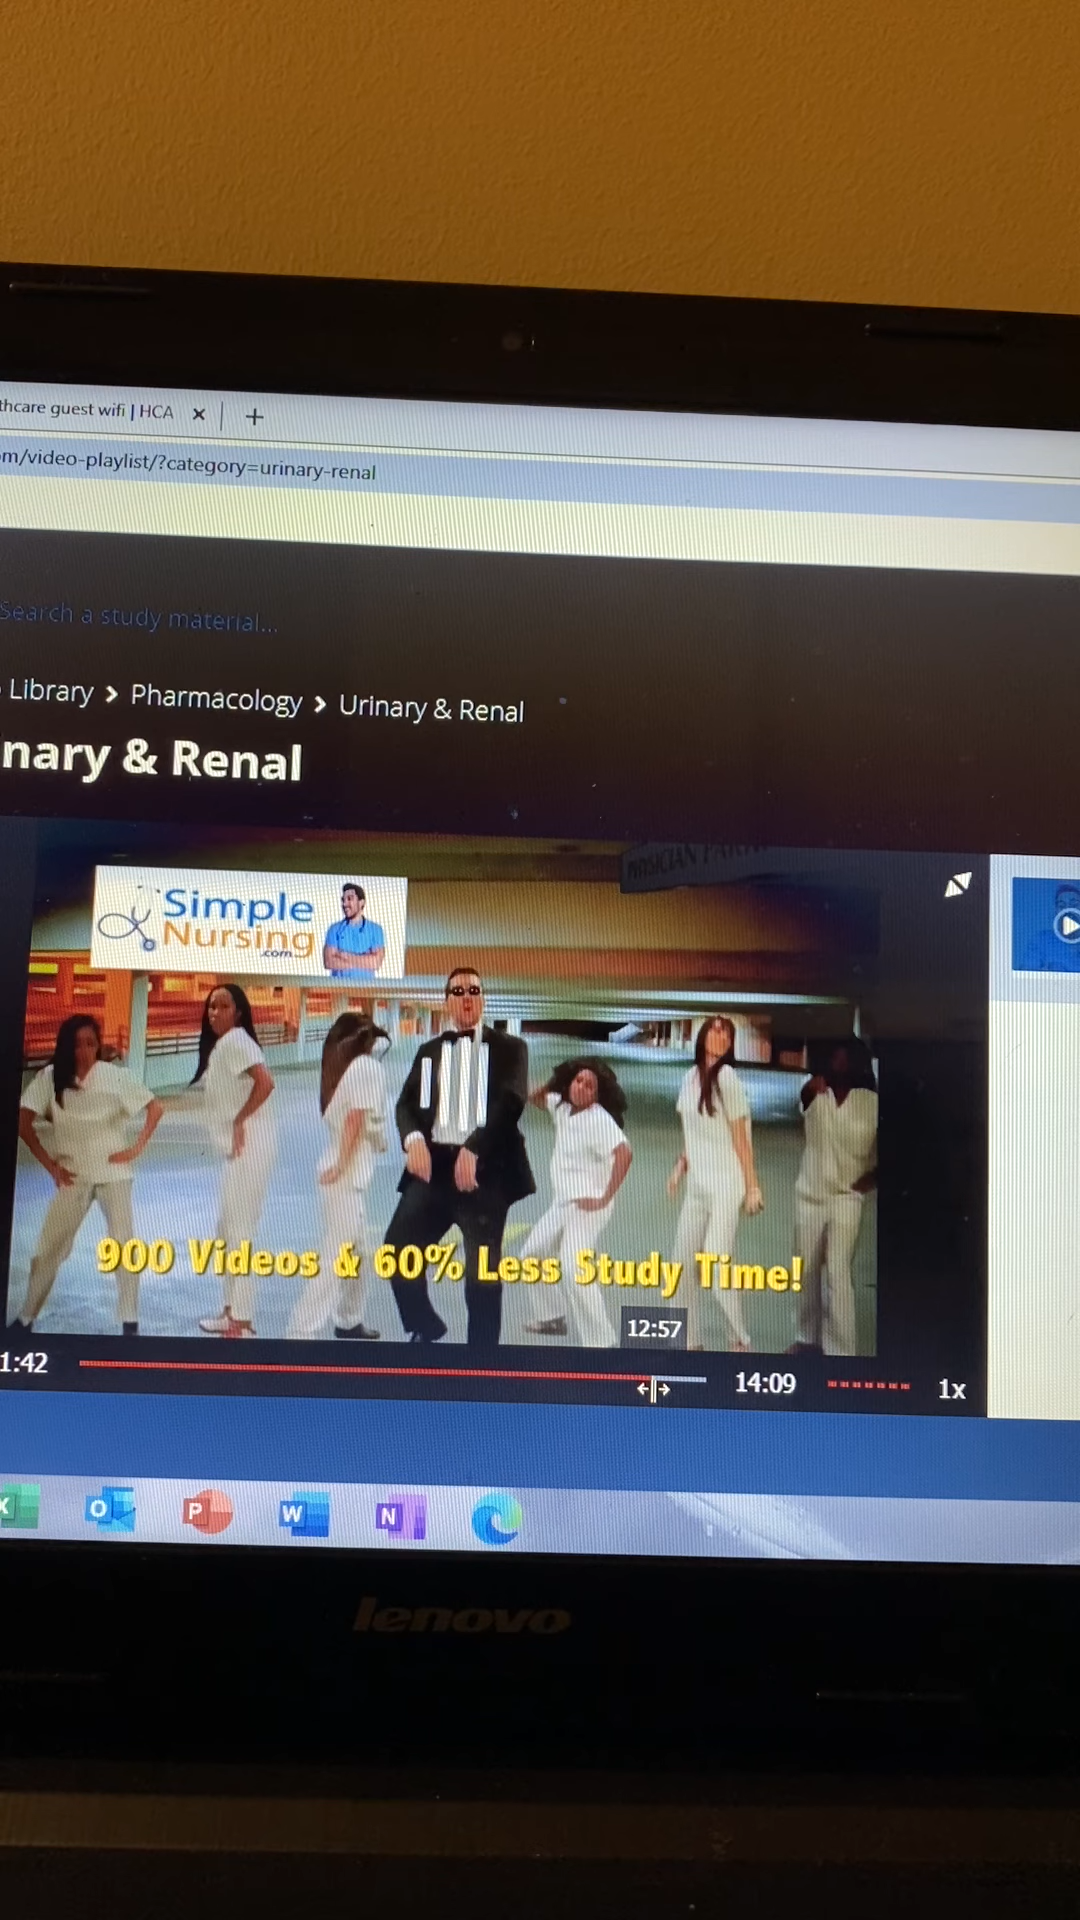 thcare guest wifi | HCA
m/video-playlist/?category=urinary-renal
Search a study material...
Library > Pharmacology > Urinary & Renal
nary & Renal
PHYSICIAN
Simple
Nursing
.com
900 Videos & 60% Less Study Time!
12:57
1:42
14:09
1x
X
O
P
W
N
lenovo